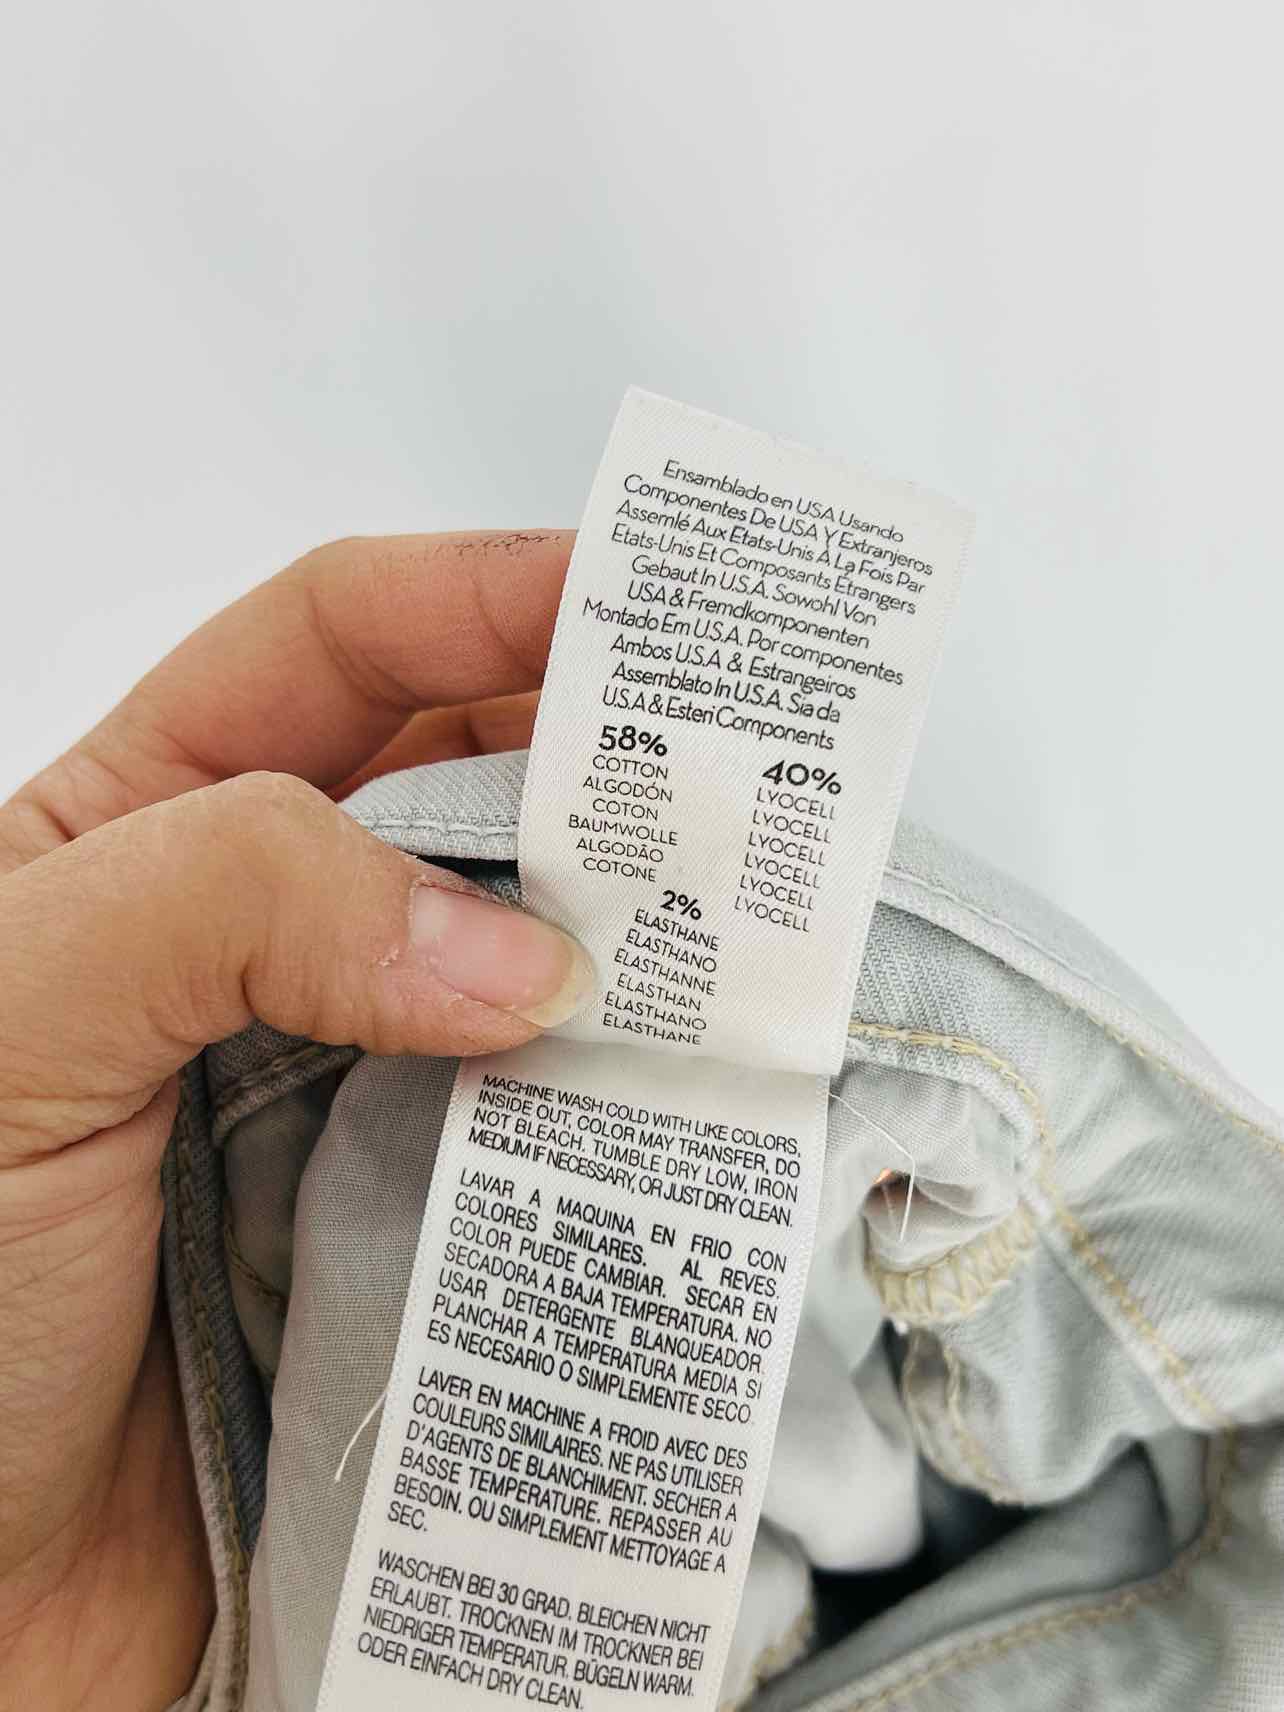 Ensamblado en USA Usando
Componentes De USA Y Extranjeros
Assemlé Aux Etats-Unis À La Fois Par
Etats-Unis Et Composants Étrangers
Gebaut In U.S.A. Sowohl Von
USA & Fremdkomponenten
Montado Em U.S.A. Por componentes
Ambos U.S.A & Estrangeiros
Assemblato In U.S.A. Sia da
U.S.A & Esteri Components
58%
COTTON
ALGODÓN
COTON
BAUMWOLLE
ALGODÃO
COTONE
40%
LYOCELL
LYOCELL
LYOCELL
LYOCELL
LYOCELL
LYOCELL
2%
ELASTHANE
ELASTHANO
ELASTHANNE
ELASTHAN
ELASTHANO
ELASTHANE
MACHINE WASH COLD WITH LIKE COLORS,
INSIDE OUT, COLOR MAY TRANSFER, DO
NOT BLEACH. TUMBLE DRY LOW, IRON
MEDIUM IF NECESSARY, OR JUST DRY CLEAN.
LAVAR A MAQUINA EN FRIO CON
COLORES SIMILARES. AL REVES,
COLOR PUEDE CAMBIAR. SECAR EN
SECADORA A BAJA TEMPERATURA. NO
USAR DETERGENTE BLANQUEADOR
PLANCHAR A TEMPERATURA MEDIA SI
ES NECESARIO O SIMPLEMENTE SECO.
LAVER EN MACHINE A FROID AVEC DES
COULEURS SIMILAIRES. NE PAS UTILISER
D'AGENTS DE BLANCHIMENT. SECHER A
BASSE TEMPERATURE. REPASSER AU
BESOIN. OU SIMPLEMENT METTOYAGE A
SEC.
WASCHEN BEI 30 GRAD. BLEICHEN NICHT
ERLAUBT. TROCKNEN IM TROCKNER BEI
NIEDRIGER TEMPERATUR. BÜGELN WARM.
ODER EINFACH DRY CLEAN.